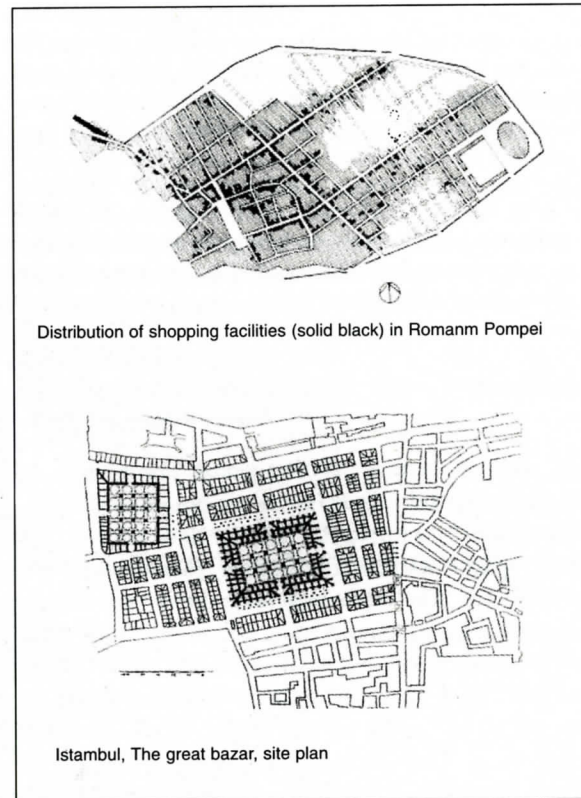 Distribution of shopping facilities (solid black) in Romanm Pompei
Istambul, The great bazar, site plan